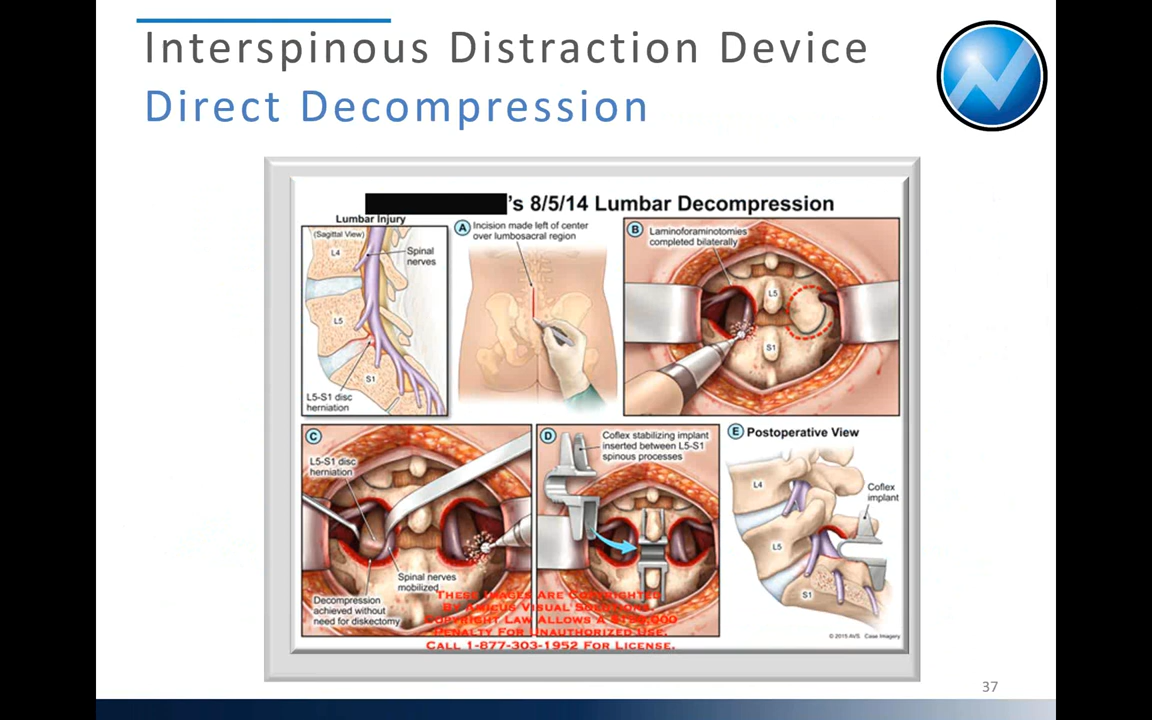 Interspinous Distraction Device
Direct Decompression
's 8/5/14 Lumbar Decompression
Lumbar Injury
(Sagittal View)
L4
Spinal
nerves
L5
S1
L5-S1 disc
herniation
A
Incision made left of center
over lumbosacral region
B
Laminoforaminotomies
completed bilaterally
L5
S1
C
L5-S1 disc
herniation
Spinal nerves
mobilized
Decompression
achieved without
need for diskectomy
D
Coflex stabilizing implant
inserted between L5-S1
spinous processes
E Postoperative View
L4
Coflex
implant
L5
S1
© 2015 AVS. Case Imagery
These Images Are Copyrighted
By Amicus Visual Solutions.
Copyright Law Allows A $150,000
Penalty For Unauthorized Use.
Call 1-877-303-1952 For License.
37